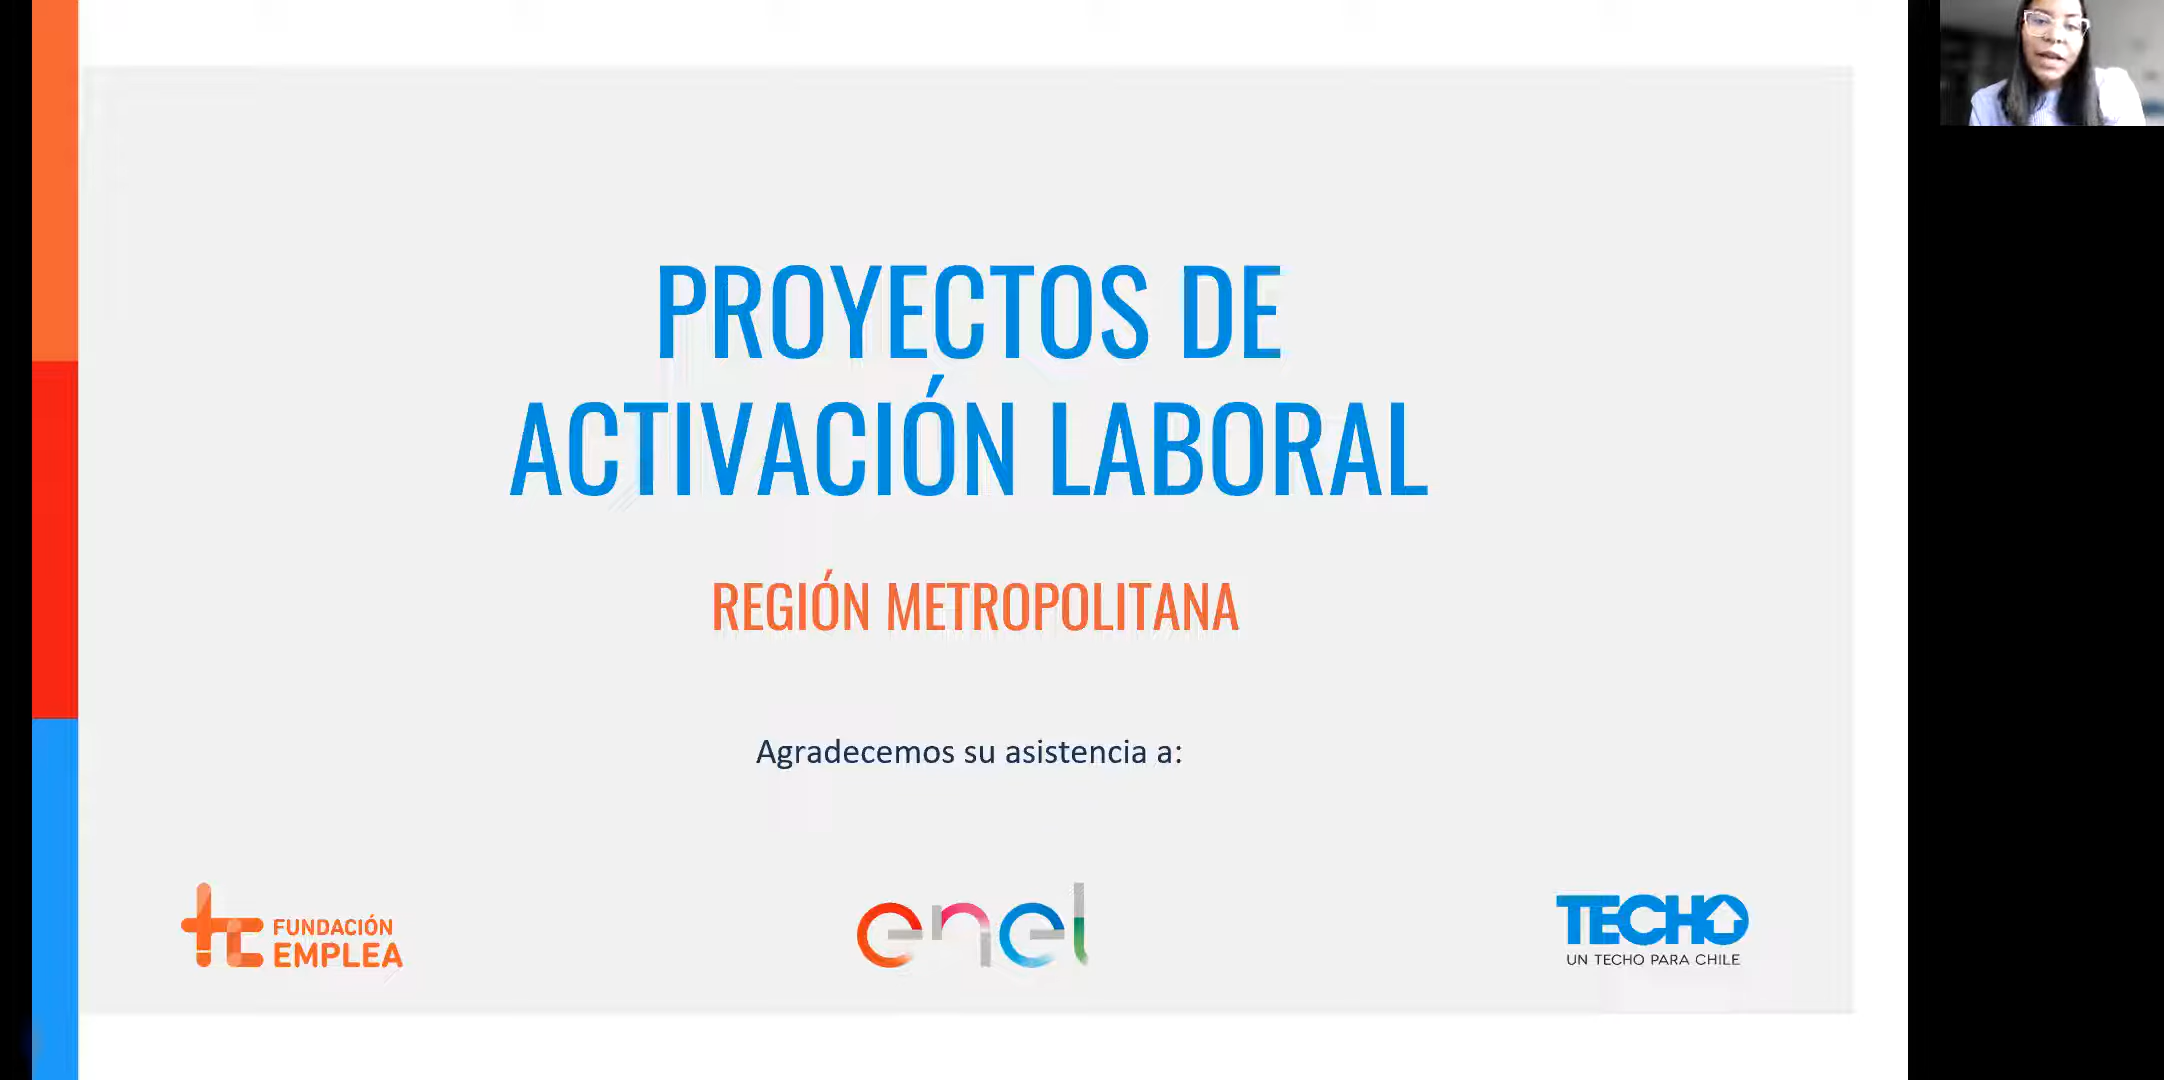 PROYECTOS DE
ACTIVACIÓN LABORAL
REGIÓN METROPOLITANA
Agradecemos su asistencia a:
FUNDACIÓN
EMPLEA
enel
TECHO
UN TECHO PARA CHILE